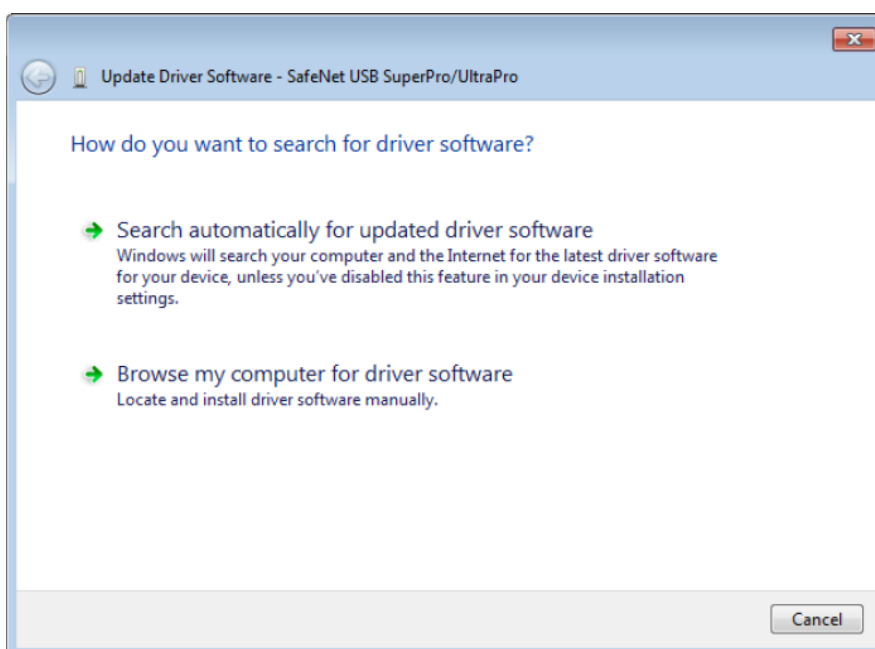 Update Driver Software - SafeNet USB SuperPro/UltraPro
How do you want to search for driver software?
Search automatically for updated driver software
Windows will search your computer and the Internet for the latest driver software
for your device, unless you've disabled this feature in your device installation
settings.
Browse my computer for driver software
Locate and install driver software manually.
Cancel